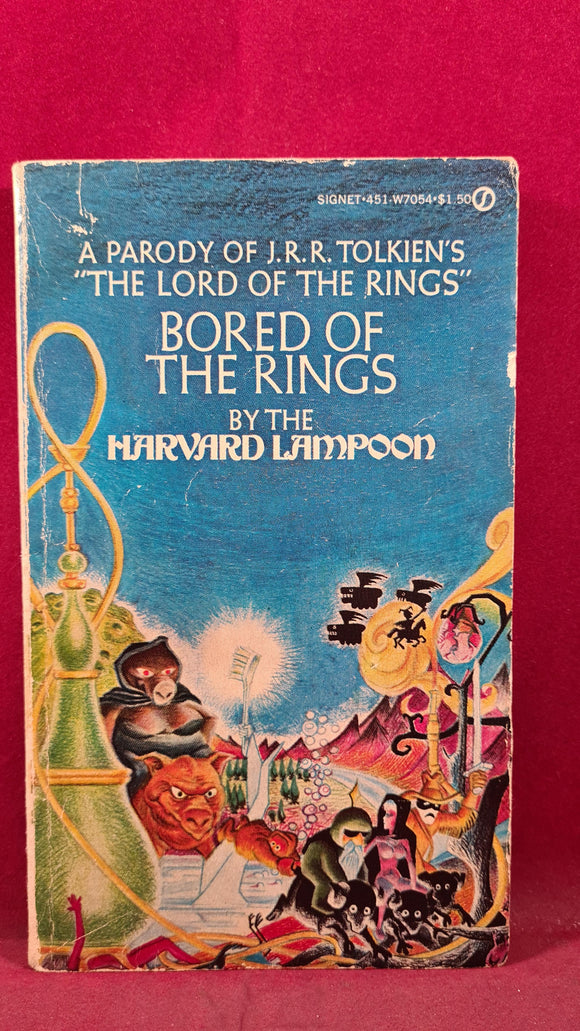 SIGNET•451-W7054•$1.50
A PARODY OF J.R.R. TOLKIEN'S
"THE LORD OF THE RINGS"
BORED OF
THE RINGS
BY THE
HARVARD LAMPOON